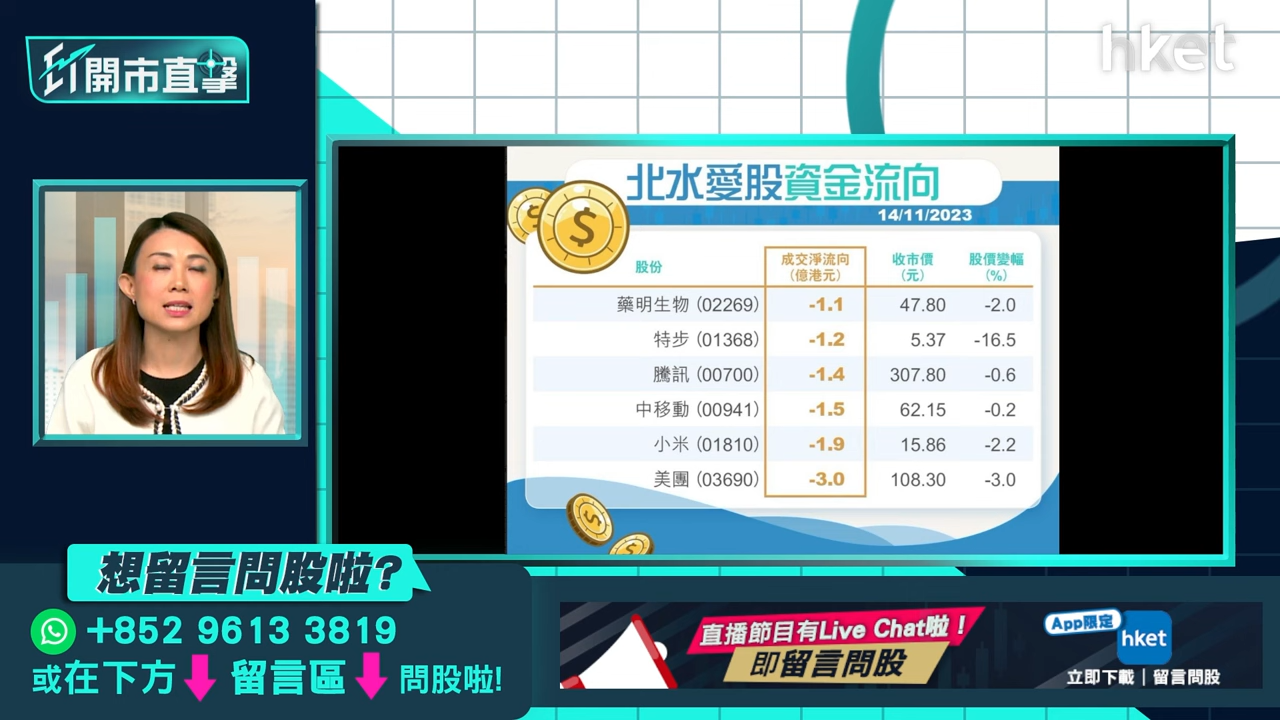 ET開市直擊
hket
北水愛股資金流向
14/11/2023
股份 成交淨流向 (億港元) 收市價 (元) 股價變幅 (%)
藥明生物 (02269) -1.1 47.80 -2.0
特步 (01368) -1.2 5.37 -16.5
騰訊 (00700) -1.4 307.80 -0.6
中移動 (00941) -1.5 62.15 -0.2
小米 (01810) -1.9 15.86 -2.2
美團 (03690) -3.0 108.30 -3.0
想留言問股啦?
+852 9613 3819
或在下方 留言區 問股啦!
直播節目有Live Chat啦!
即留言問股
App限定
hket
立即下載|留言問股